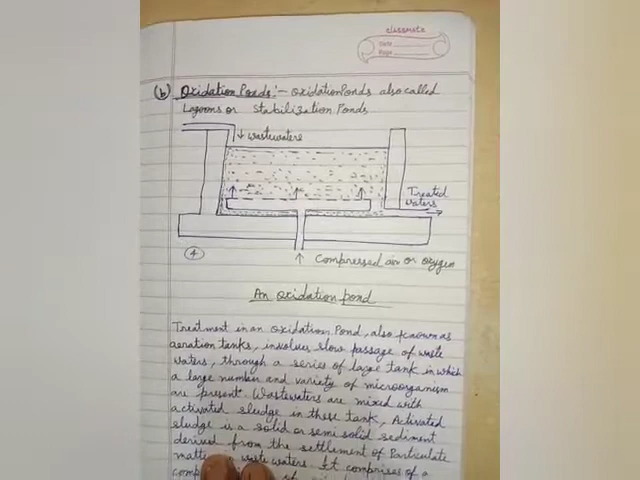 classmate
Date
Page
(b) Oxidation Ponds:- oxidationPonds also called
Lagoons or Stabilization Ponds
↓ wastewaters
Treated
waters
4
↑ Compressed air or oxygen
An oxidation pond
Treatment in an oxidation Pond, also known as
aeration tanks, involves slow passage of waste
waters, through a series of large tank in which
a large number and variety of microorganism
are present. Wastewaters are mixed with
activated sludge in these tank, Activated
sludge is a solid or semi solid sediment
derived from the settlement of Particulate
waste waters. It comprises of a